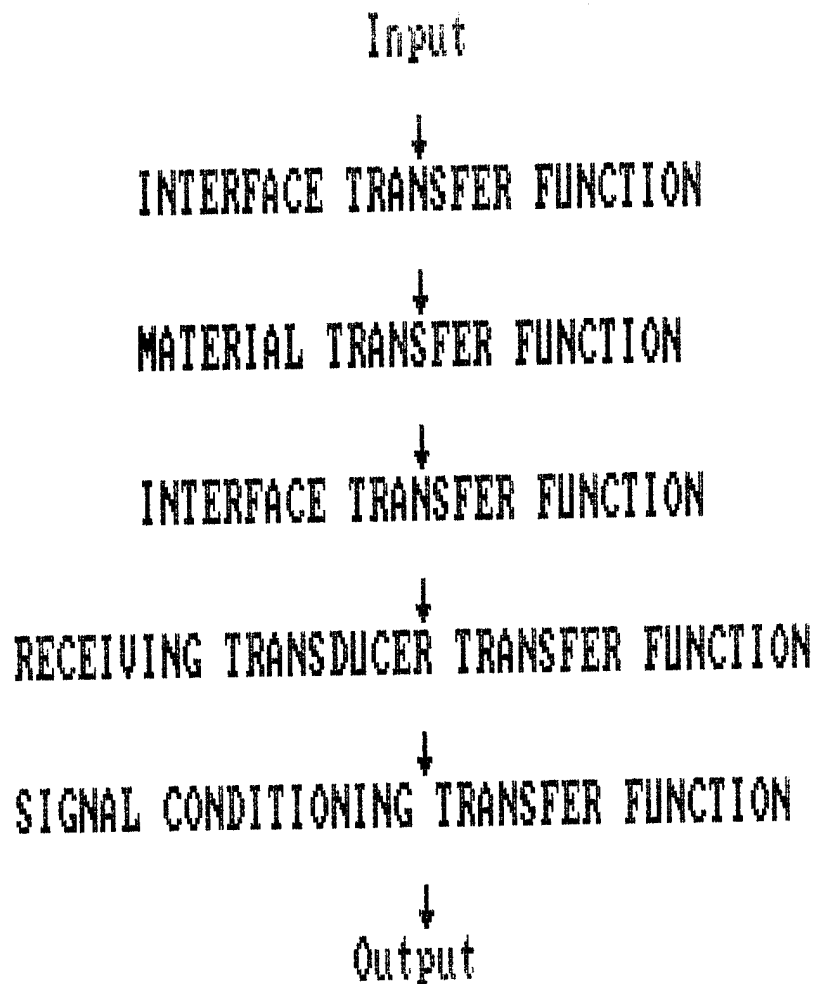 Input
↓
INTERFACE TRANSFER FUNCTION
↓
MATERIAL TRANSFER FUNCTION
↓
INTERFACE TRANSFER FUNCTION
↓
RECEIVING TRANSDUCER TRANSFER FUNCTION
↓
SIGNAL CONDITIONING TRANSFER FUNCTION
↓
Output